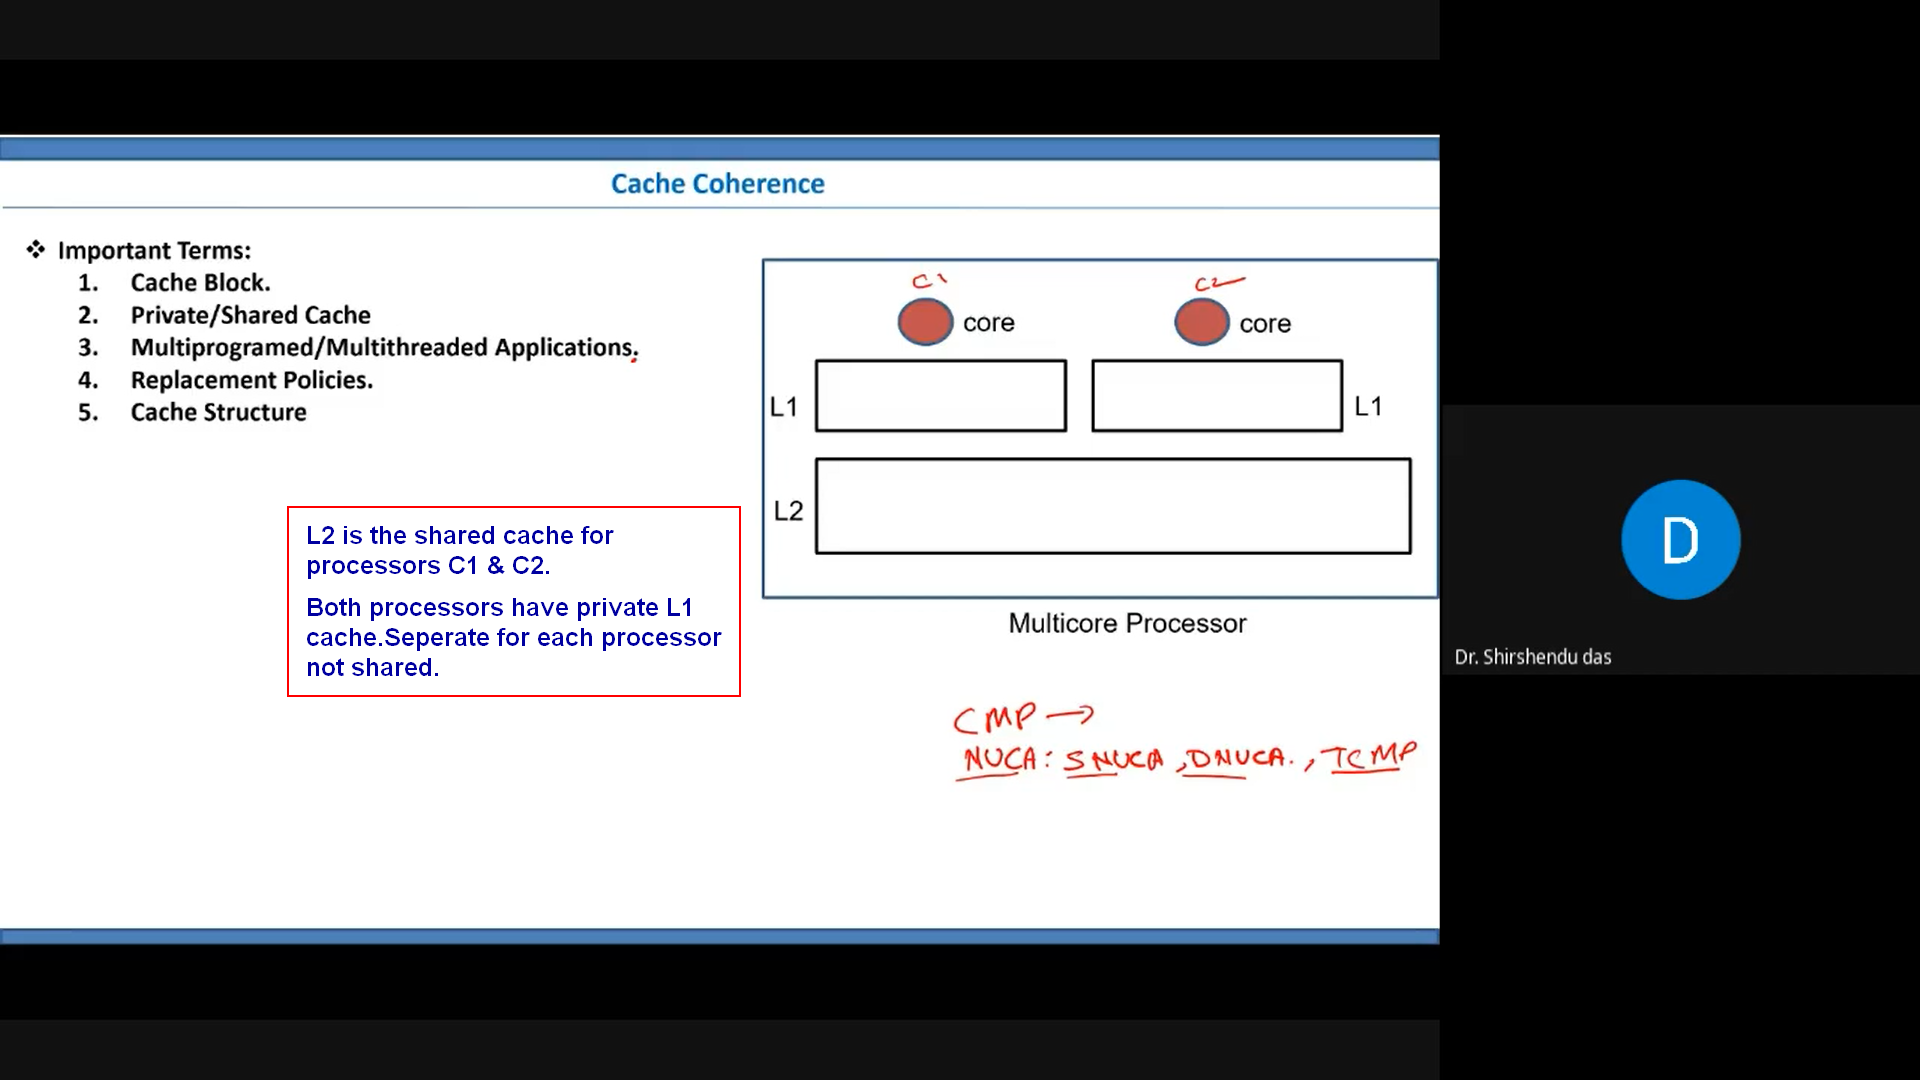 Cache Coherence
❖ Important Terms:
1. Cache Block.
2. Private/Shared Cache
3. Multiprogramed/Multithreaded Applications.
4. Replacement Policies.
5. Cache Structure
C1
C2
core
core
L1
L1
L2
Multicore Processor
L2 is the shared cache for
processors C1 & C2.
Both processors have private L1
cache.Seperate for each processor
not shared.
CMP →
NUCA: SNUCA, DNUCA., TCMP
D
Dr. Shirshendu das